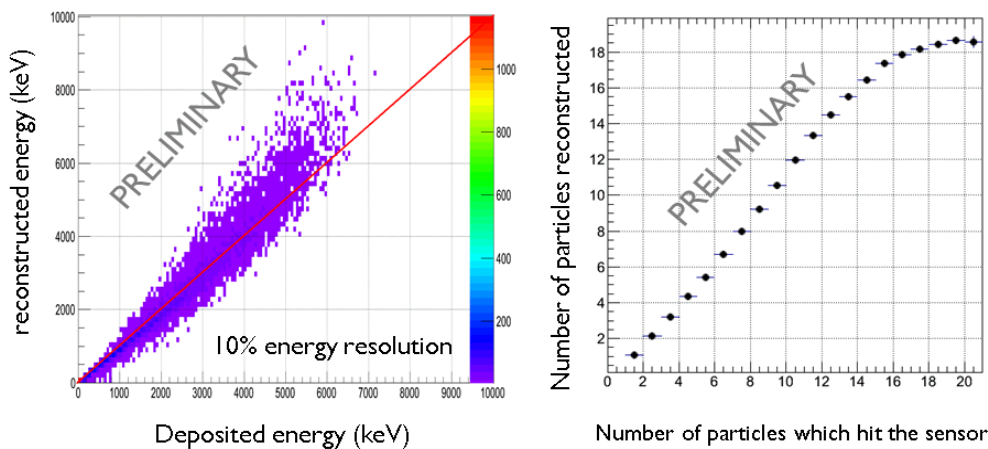 reconstructed energy (keV)
10000
8000
6000
4000
2000
0
PRELIMINARY
10% energy resolution
1000
800
600
400
200
0 1000 2000 3000 4000 5000 6000 7000 8000 9000 10000
Deposited energy (keV)
Number of particles reconstructed
18
16
14
12
10
8
6
4
2
PRELIMINARY
0 2 4 6 8 10 12 14 16 18 20
Number of particles which hit the sensor